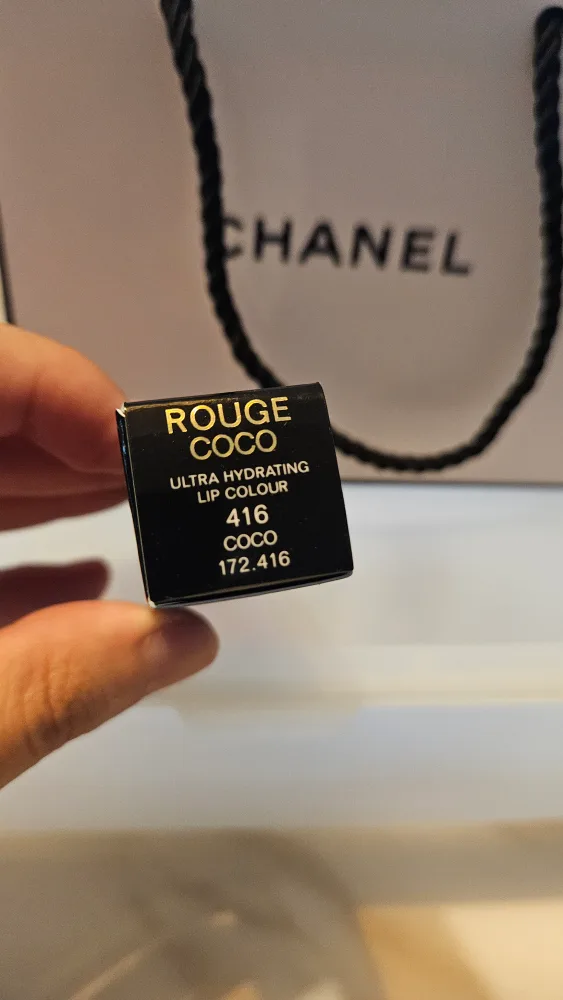 CHANEL
ROUGE
COCO
ULTRA HYDRATING
LIP COLOUR
416
COCO
172.416